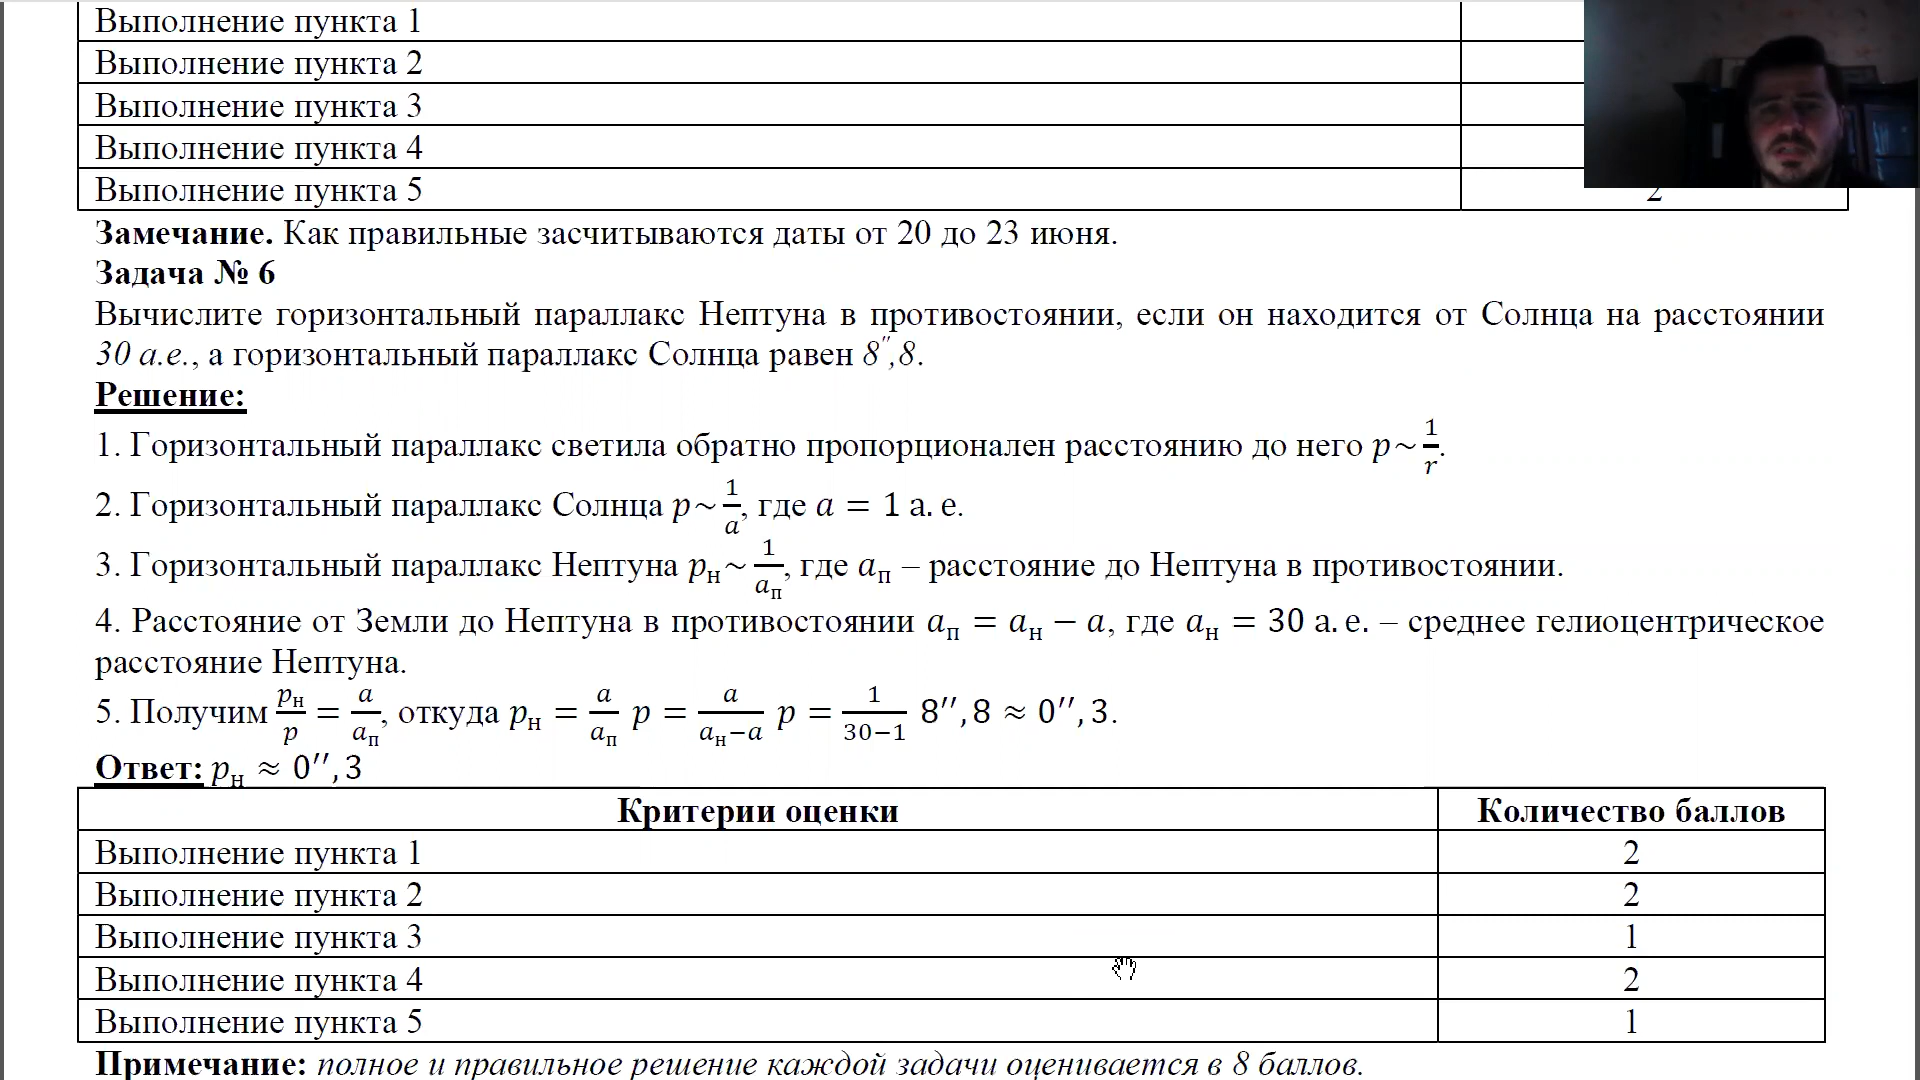 Выполнение пункта 1
Выполнение пункта 2
Выполнение пункта 3
Выполнение пункта 4
Выполнение пункта 5 2
Замечание. Как правильные засчитываются даты от 20 до 23 июня.
Задача № 6
Вычислите горизонтальный параллакс Нептуна в противостоянии, если он находится от Солнца на расстоянии
30 а.е., а горизонтальный параллакс Солнца равен 8″,8.
Решение:
1. Горизонтальный параллакс светила обратно пропорционален расстоянию до него p~1/r.
2. Горизонтальный параллакс Солнца p~1/a, где a = 1 а. е.
3. Горизонтальный параллакс Нептуна pн~1/aп, где aп – расстояние до Нептуна в противостоянии.
4. Расстояние от Земли до Нептуна в противостоянии aп = aн − a, где aн = 30 а. е. – среднее гелиоцентрическое
расстояние Нептуна.
5. Получим pн/p = a/aп, откуда pн = a/aп p = a/(aн−a) p = 1/(30−1) 8′′, 8 ≈ 0′′, 3.
Ответ: pн ≈ 0′′, 3
Критерии оценки Количество баллов
Выполнение пункта 1 2
Выполнение пункта 2 2
Выполнение пункта 3 1
Выполнение пункта 4 2
Выполнение пункта 5 1
Примечание: полное и правильное решение каждой задачи оценивается в 8 баллов.